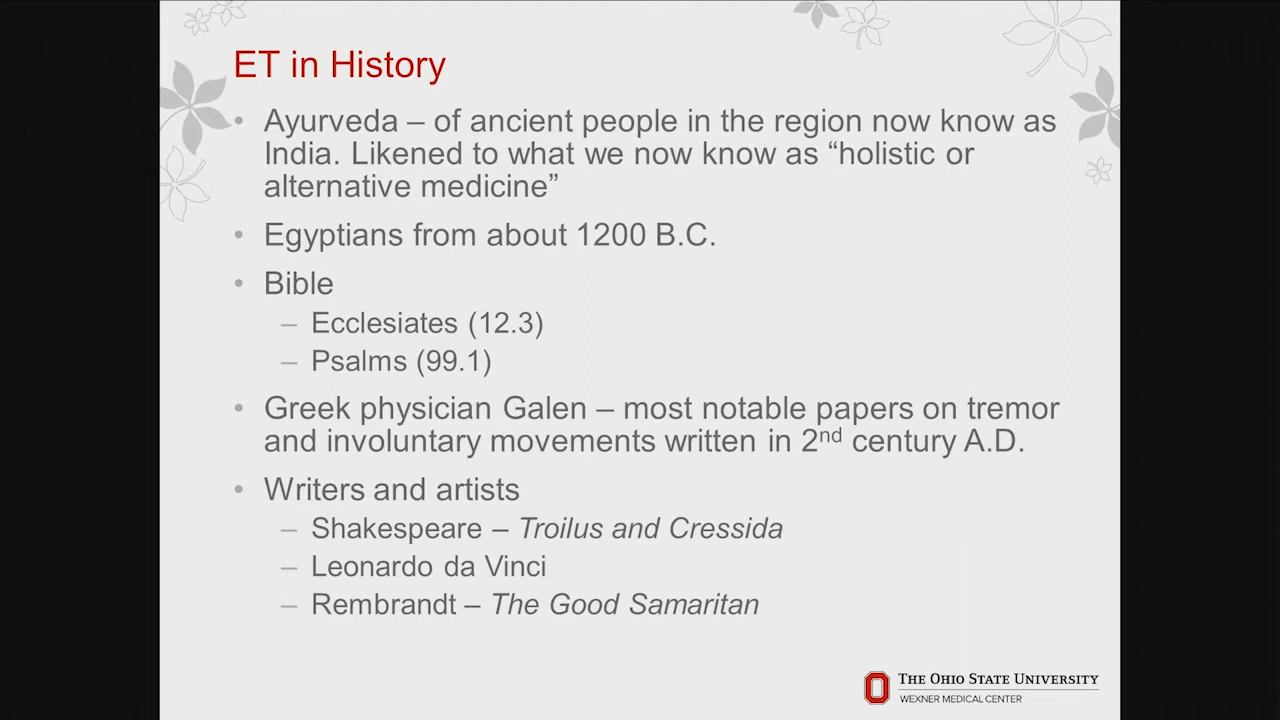 ET in History
• Ayurveda – of ancient people in the region now know as
India. Likened to what we now know as “holistic or
alternative medicine”
• Egyptians from about 1200 B.C.
• Bible
– Ecclesiates (12.3)
– Psalms (99.1)
• Greek physician Galen – most notable papers on tremor
and involuntary movements written in 2nd century A.D.
• Writers and artists
– Shakespeare – Troilus and Cressida
– Leonardo da Vinci
– Rembrandt – The Good Samaritan
THE OHIO STATE UNIVERSITY
WEXNER MEDICAL CENTER